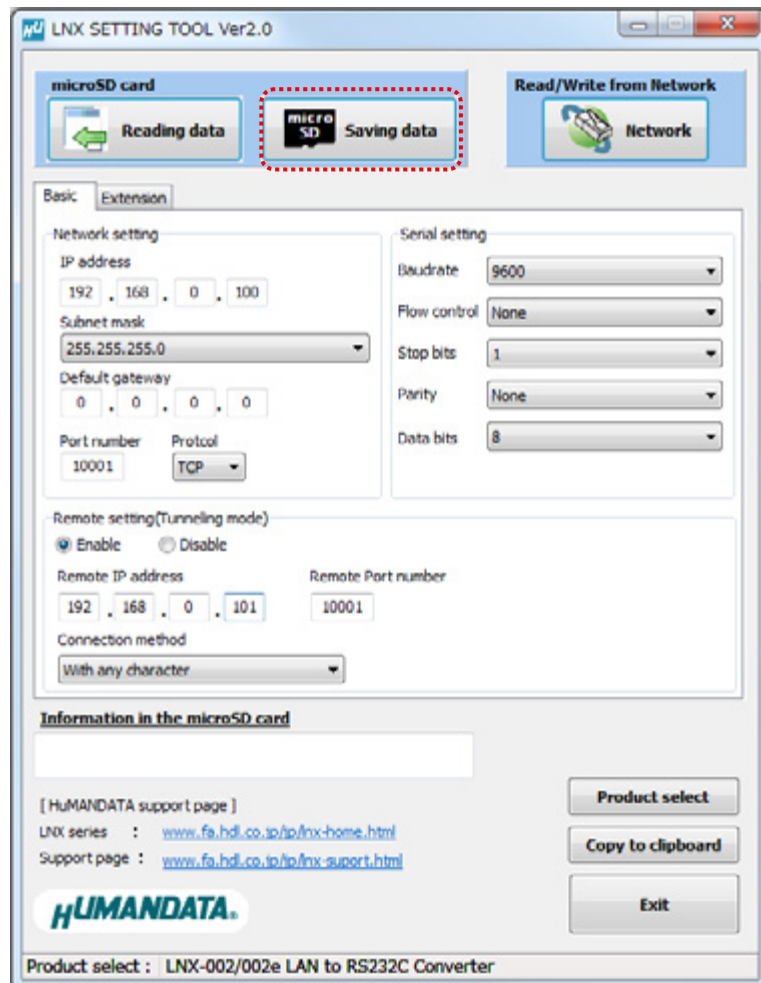 LNX SETTING TOOL Ver2.0
microSD card
Reading data
micro
SD
Saving data
Read/Write from Network
Network
Basic
Extension
Network setting
IP address
192 . 168 . 0 . 100
Subnet mask
255.255.255.0
Default gateway
0 . 0 . 0 . 0
Port number Protcol
10001 TCP
Serial setting
Baudrate 9600
Flow control None
Stop bits 1
Parity None
Data bits 8
Remote setting(Tunneling mode)
Enable Disable
Remote IP address Remote Port number
192 . 168 . 0 . 101 10001
Connection method
With any character
Information in the microSD card
[ HuMANDATA support page ]
LNX series : www.fa.hdl.co.jp/jp/lnx-home.html
Support page : www.fa.hdl.co.jp/jp/lnx-suport.html
HUMANDATA.
Product select
Copy to clipboard
Exit
Product select : LNX-002/002e LAN to RS232C Converter